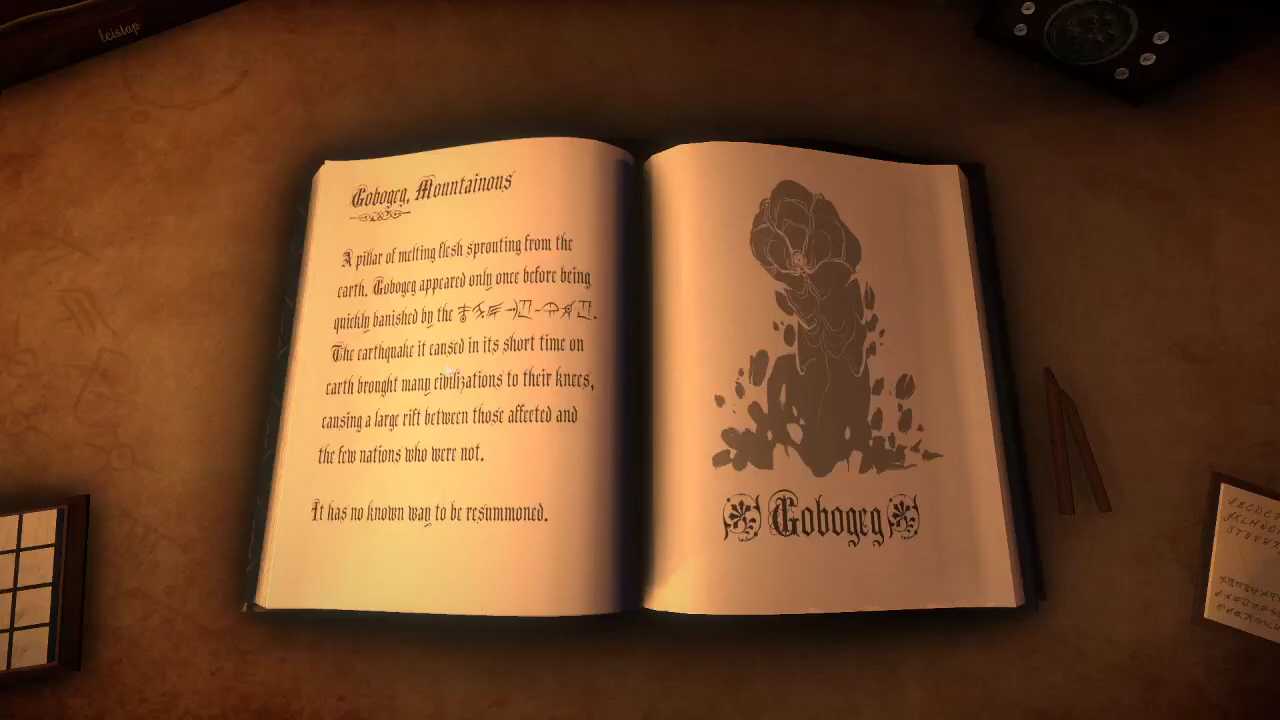 Gobogeg, Mountainous
A pillar of melting flesh sprouting from the
earth. Gobogeg appeared only once before being
quickly banished by the
The earthquake it caused in its short time on
earth brought many civilizations to their knees,
causing a large rift between those affected and
the few nations who were not.
It has no known way to be resummoned.
Gobogeg